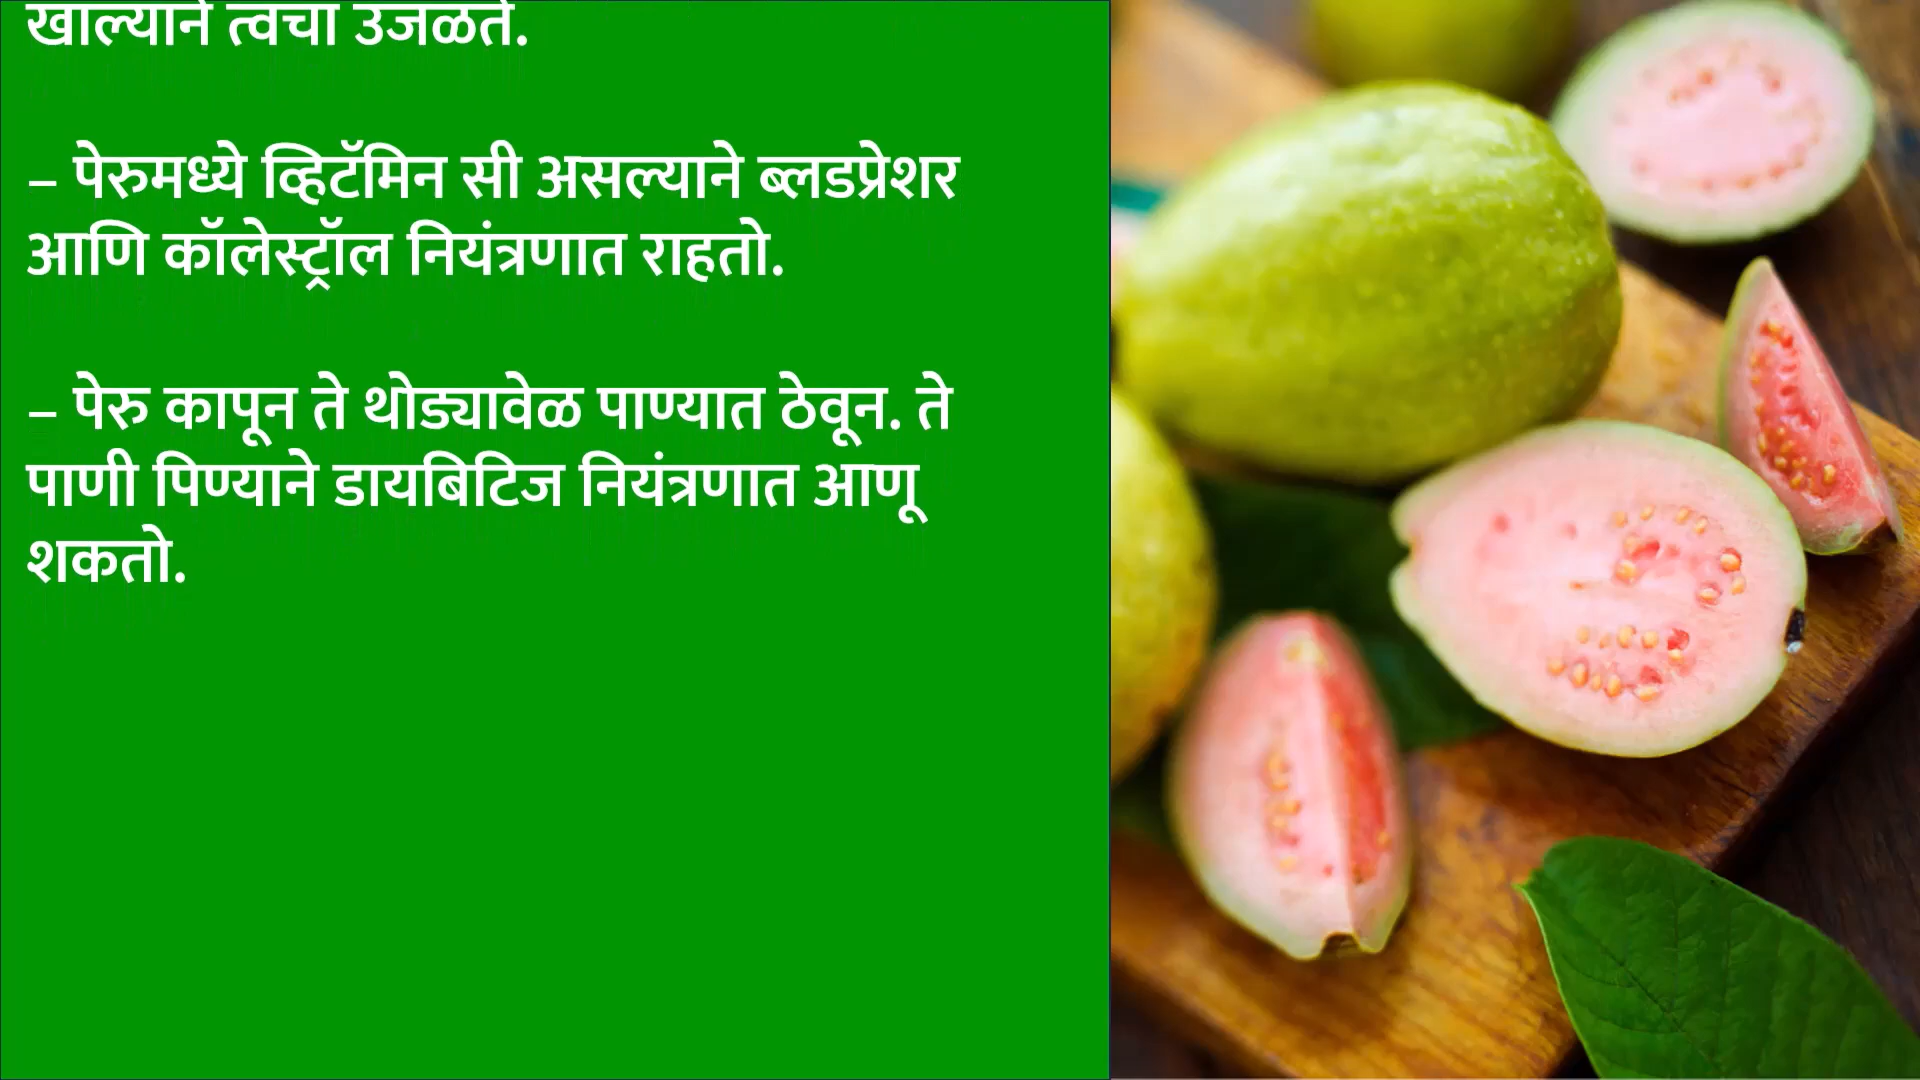 खाल्याने त्वचा उजळते.
– पेरुमध्ये व्हिटॅमिन सी असल्याने ब्लडप्रेशर
आणि कॉलेस्ट्रॉल नियंत्रणात राहतो.
– पेरु कापून ते थोड्यावेळ पाण्यात ठेवून. ते
पाणी पिण्याने डायबिटिज नियंत्रणात आणू
शकतो.